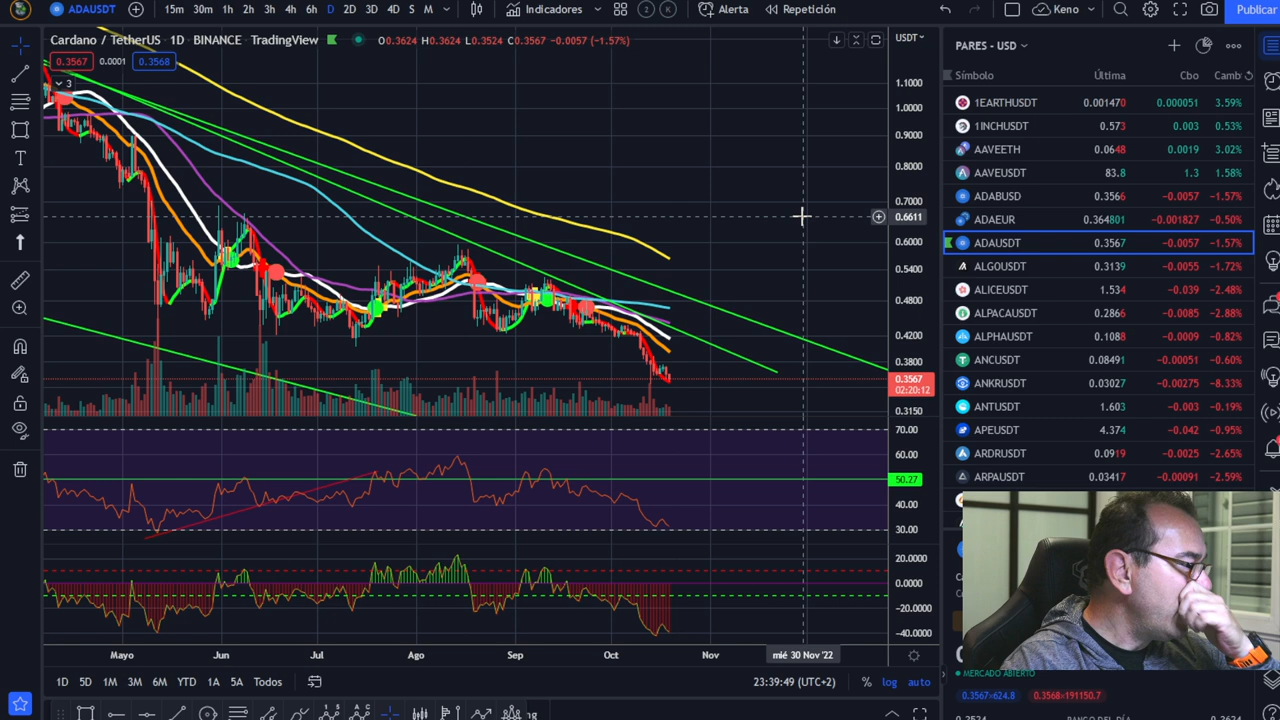 ADAUSDT 15m 30m 1h 2h 3h 4h 6h D 2D 3D 4D S M Indicadores 2 Alerta Repetición Keno Publicar
Cardano / TetherUS 1D BINANCE TradingView O0.3624 H0.3624 L0.3524 C0.3567 −0.0057 (−1.57%) USDT
0.3567 0.0001 0.3568
3
1.1000
1.0000
0.9000
0.8000
0.7000
0.6611
0.6000
0.5400
0.4800
0.4200
0.3800
0.3567
02:20:12
0.3150
70.00
60.00
50.27
40.00
30.00
20.0000
0.0000
−20.0000
−40.0000
Mayo Jun Jul Ago Sep Oct Nov mié 30 Nov '22
1D 5D 1M 3M 6M YTD 1A 5A Todos 23:39:49 (UTC+2) % log auto
PARES - USD
Símbolo Última Cbo Camb
1EARTHUSDT 0.001470 0.000051 3.59%
1INCHUSDT 0.573 0.003 0.53%
AAVEETH 0.0648 0.0019 3.02%
AAVEUSDT 83.8 1.3 1.58%
ADABUSD 0.3566 −0.0057 −1.57%
ADAEUR 0.364801 −0.001827 −0.50%
ADAUSDT 0.3567 −0.0057 −1.57%
ALGOUSDT 0.3139 −0.0055 −1.72%
ALICEUSDT 1.534 −0.039 −2.48%
ALPACAUSDT 0.2866 −0.0085 −2.88%
ALPHAUSDT 0.1088 −0.0009 −0.82%
ANCUSDT 0.08491 −0.00051 −0.60%
ANKRUSDT 0.03027 −0.00275 −8.33%
ANTUSDT 1.603 −0.003 −0.19%
APEUSDT 4.374 −0.042 −0.95%
ARDRUSDT 0.0919 −0.0025 −2.65%
ARPAUSDT 0.03417 −0.00091 −2.59%
MERCADO ABIERTO
0.3567×624.8 0.3568×191150.7